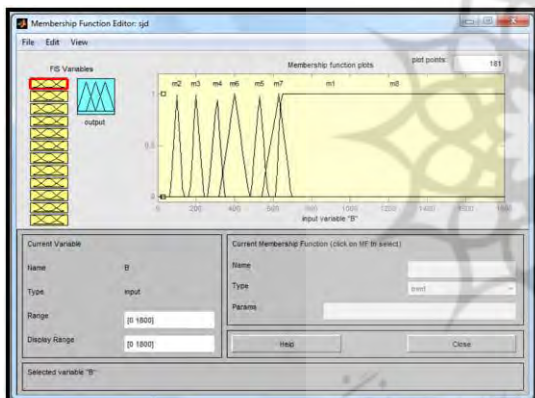 Membership Function Editor: sjd
File Edit View
FIS Variables
output
Membership function plots
plot points:
181
m2 m3 m4 m6 m5 m7 m1 m8
1
0.5
0
0 200 400 600 800 1000 1200 1400 1600 1800
input variable "B"
Current Variable
Name B
Type input
Range [0 1800]
Display Range [0 1800]
Current Membership Function (click on MF to select)
Name
Type
Params
Help
Close
Selected variable "B"